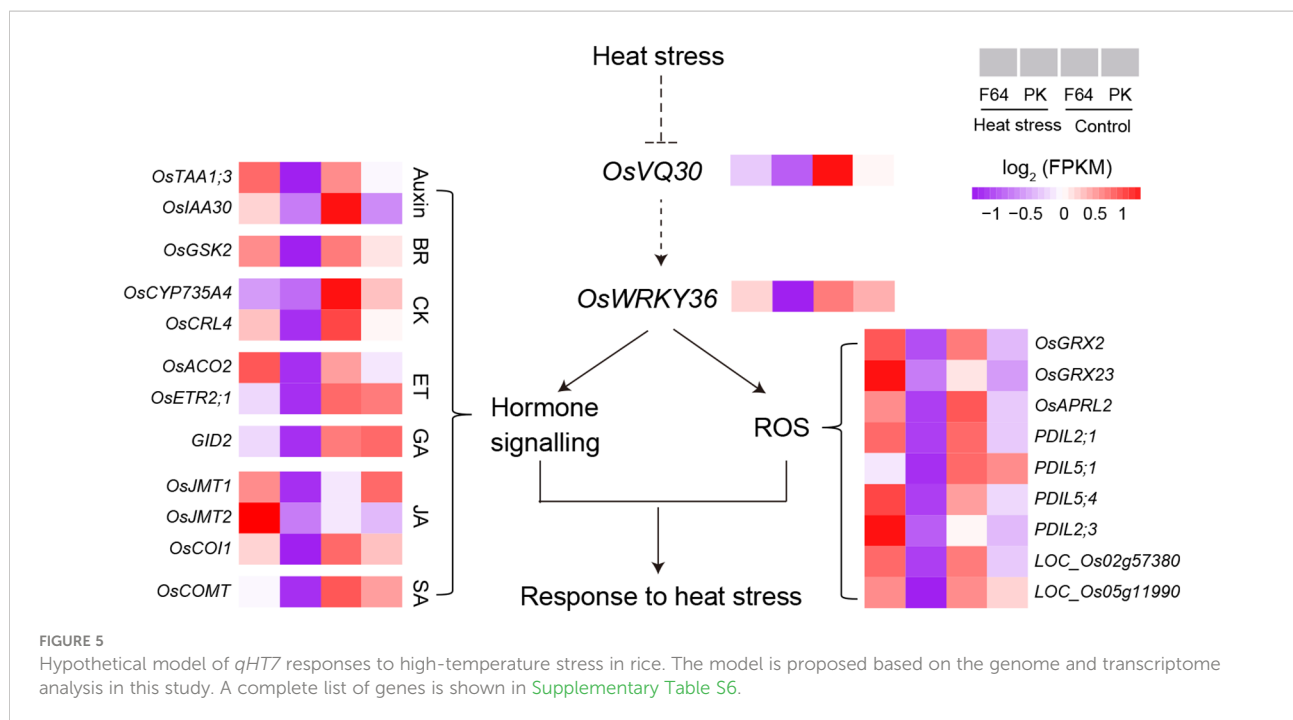 Heat stress
F64 PK F64 PK
Heat stress Control
log2 (FPKM)
−1 −0.5 0 0.5 1
OsVQ30
OsWRKY36
Hormone
signalling
ROS
Response to heat stress
OsTAA1;3
OsIAA30
Auxin
OsGSK2
BR
OsCYP735A4
OsCRL4
CK
OsACO2
OsETR2;1
ET
GID2
GA
OsJMT1
OsJMT2
OsCOI1
JA
OsCOMT
SA
OsGRX2
OsGRX23
OsAPRL2
PDIL2;1
PDIL5;1
PDIL5;4
PDIL2;3
LOC_Os02g57380
LOC_Os05g11990
FIGURE 5
Hypothetical model of qHT7 responses to high-temperature stress in rice. The model is proposed based on the genome and transcriptome
analysis in this study. A complete list of genes is shown in Supplementary Table S6.